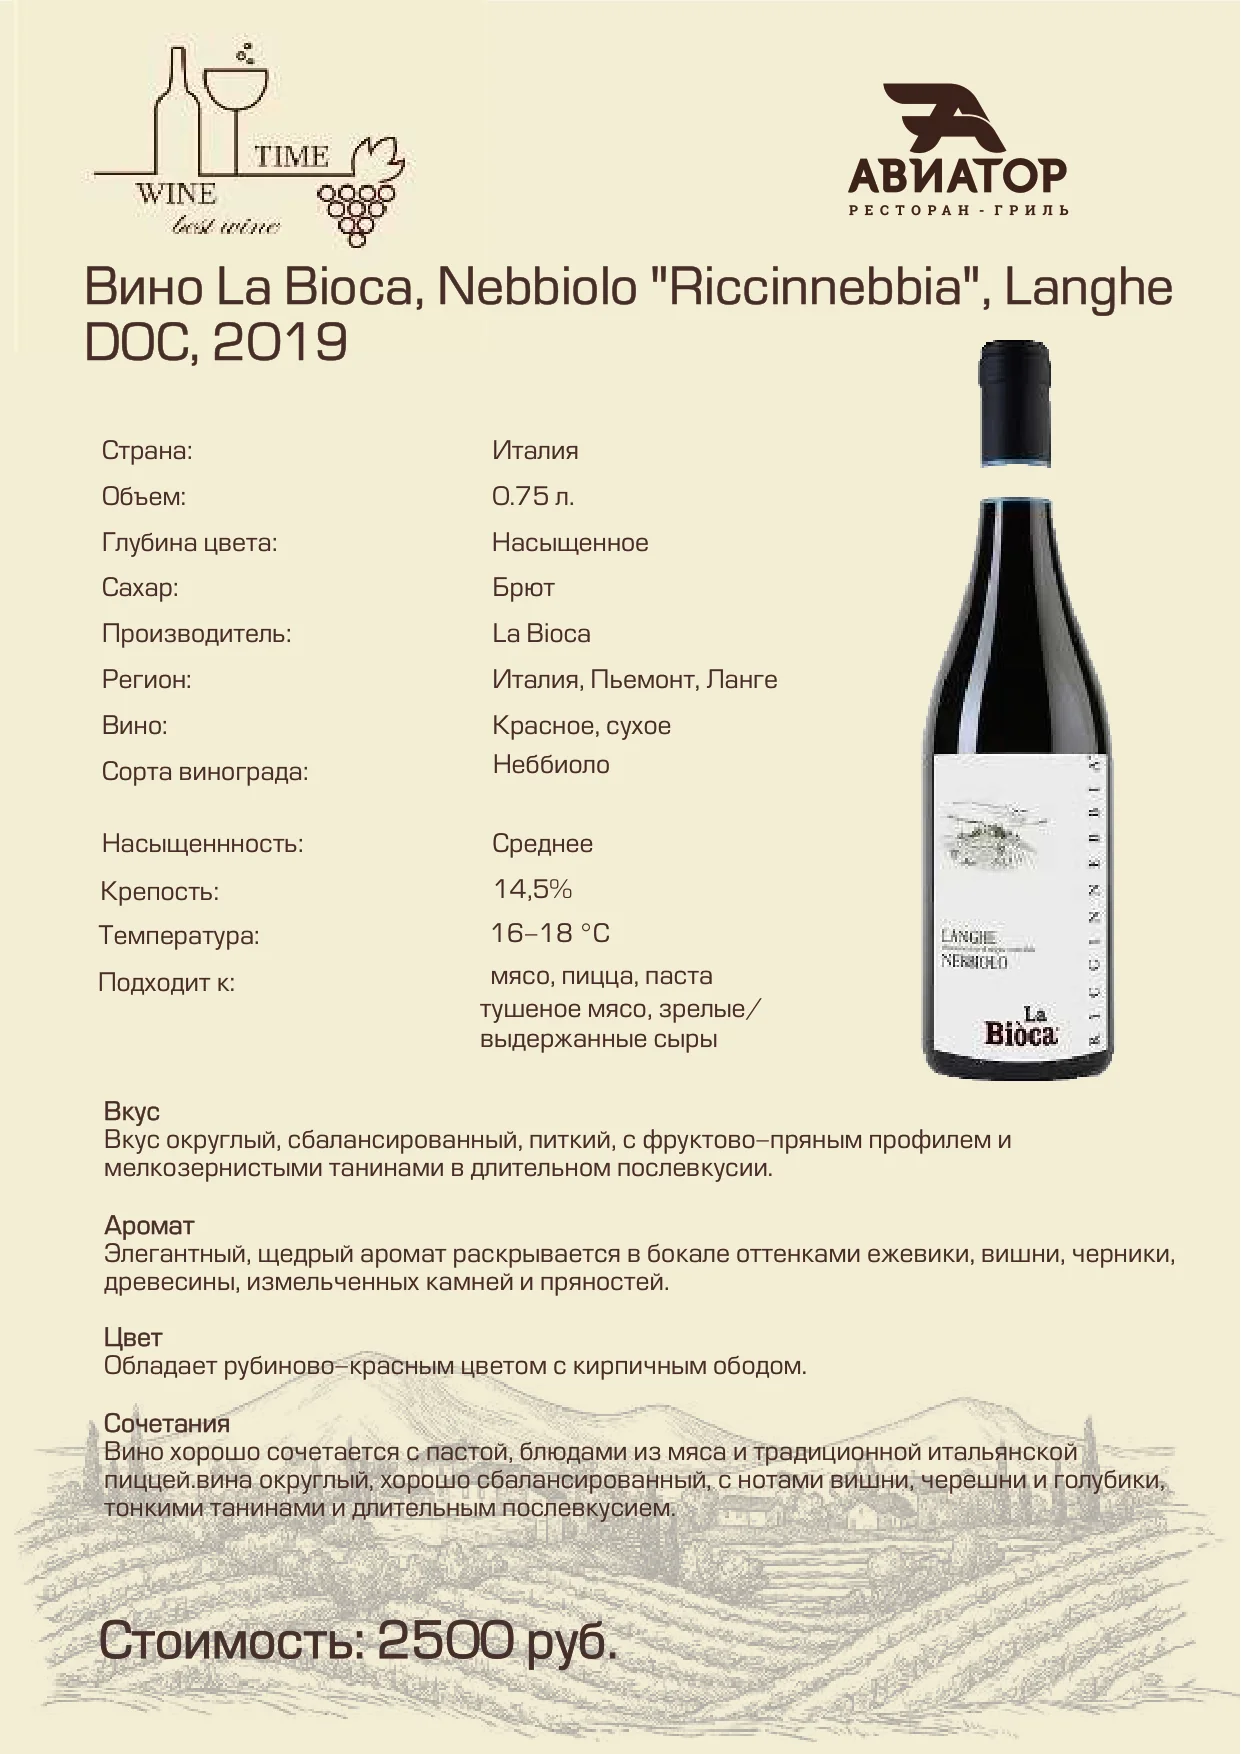 TIME
WINE
best wine
АВИАТОР
РЕСТОРАН-ГРИЛЬ
Вино La Bioca, Nebbiolo "Riccinnebbia", Langhe
DOC, 2019
Страна: Италия
Объем: 0.75 л.
Глубина цвета: Насыщенное
Сахар: Брют
Производитель: La Bioca
Регион: Италия, Пьемонт, Ланге
Вино: Красное, сухое
Сорта винограда: Неббиоло
Насыщеннность: Среднее
Крепость: 14,5%
Температура: 16–18 °C
Подходит к: мясо, пицца, паста
тушеное мясо, зрелые/
выдержанные сыры
RICCINNEBBIA
LANGHE
NEBBIOLO
La
Biòca
Вкус
Вкус округлый, сбалансированный, питкий, с фруктово–пряным профилем и
мелкозернистыми танинами в длительном послевкусии.
Аромат
Элегантный, щедрый аромат раскрывается в бокале оттенками ежевики, вишни, черники,
древесины, измельченных камней и пряностей.
Цвет
Обладает рубиново–красным цветом с кирпичным ободом.
Сочетания
Вино хорошо сочетается с пастой, блюдами из мяса и традиционной итальянской
пиццей.вина округлый, хорошо сбалансированный, с нотами вишни, черешни и голубики,
тонкими танинами и длительным послевкусием.
Стоимость: 2500 руб.